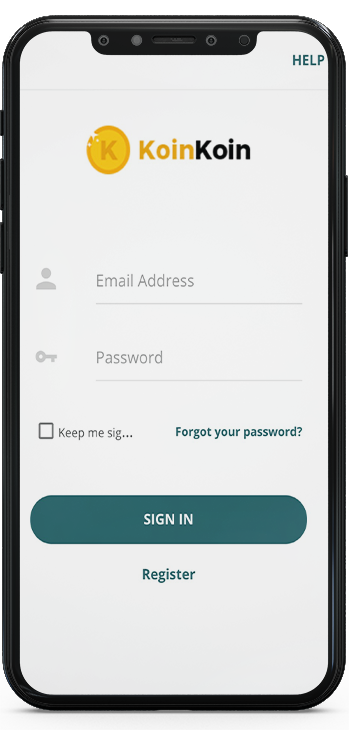 HELP
K KoinKoin
Email Address
Password
Keep me sig... Forgot your password?
SIGN IN
Register